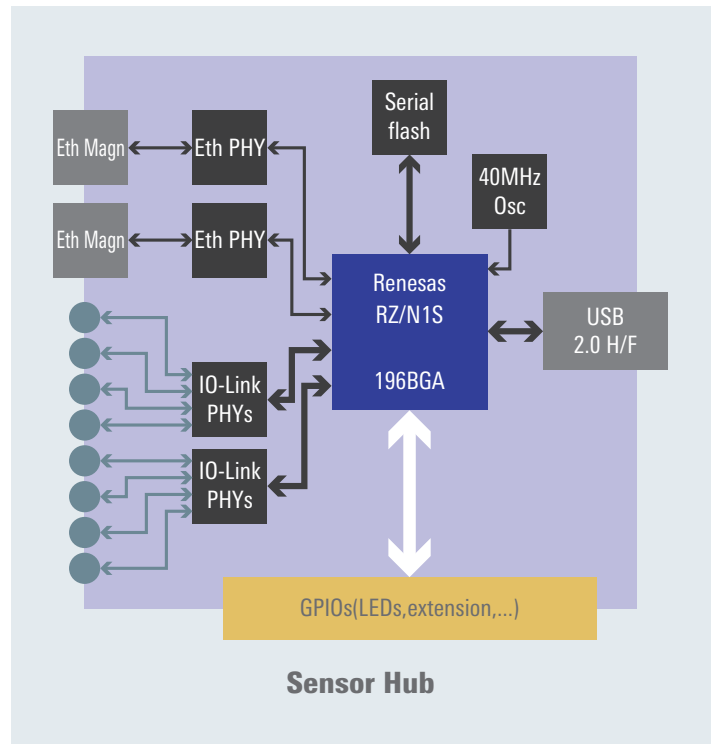 Serial
flash
Eth Magn
Eth PHY
40MHz
Osc
Eth Magn
Eth PHY
Renesas
RZ/N1S
196BGA
USB
2.0 H/F
IO-Link
PHYs
IO-Link
PHYs
GPIOs(LEDs,extension,...)
Sensor Hub